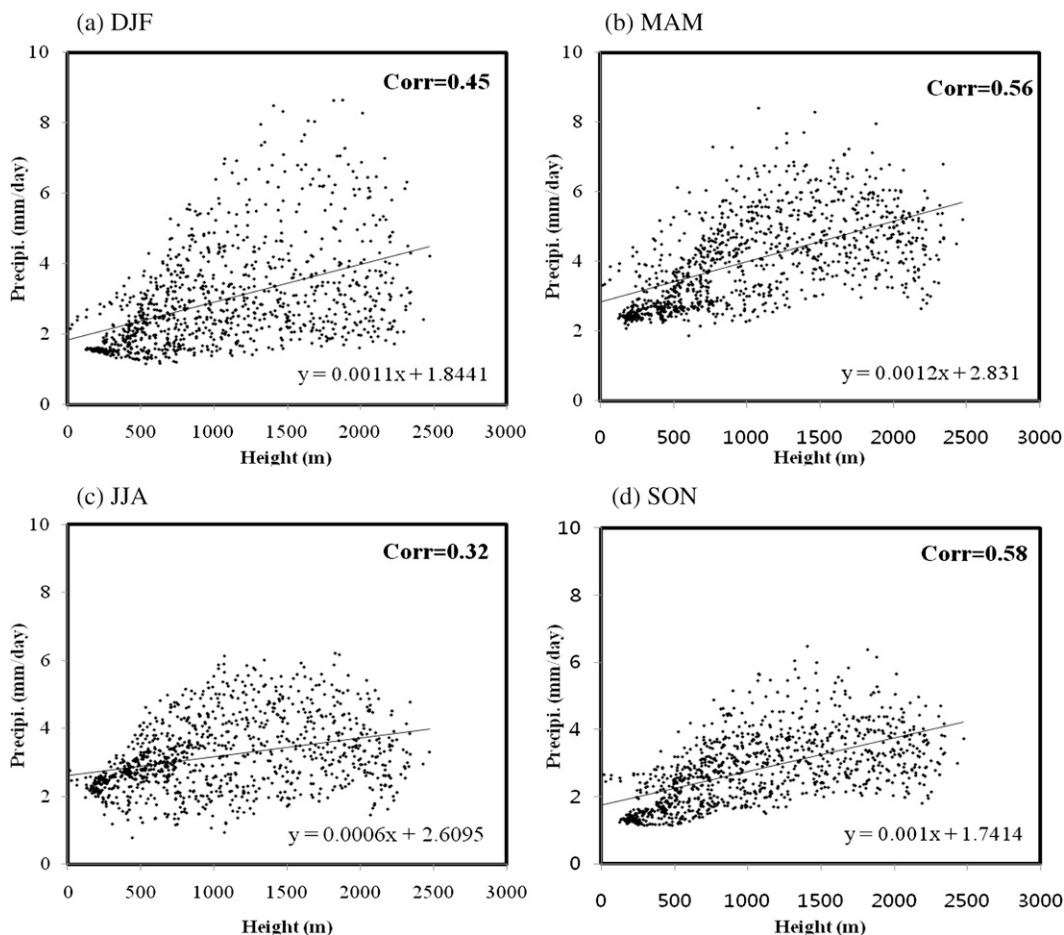 (a) DJF
10
8
6
4
2
0
Precipi. (mm/day)
Corr=0.45
y = 0.0011x + 1.8441
0 500 1000 1500 2000 2500 3000
Height (m)
(b) MAM
10
8
6
4
2
0
Precipi. (mm/day)
Corr=0.56
y = 0.0012x + 2.831
0 500 1000 1500 2000 2500 3000
Height (m)
(c) JJA
10
8
6
4
2
0
Precipi. (mm/day)
Corr=0.32
y = 0.0006x + 2.6095
0 500 1000 1500 2000 2500 3000
Height (m)
(d) SON
10
8
6
4
2
0
Precipi. (mm/day)
Corr=0.58
y = 0.001x + 1.7414
0 500 1000 1500 2000 2500 3000
Height (m)